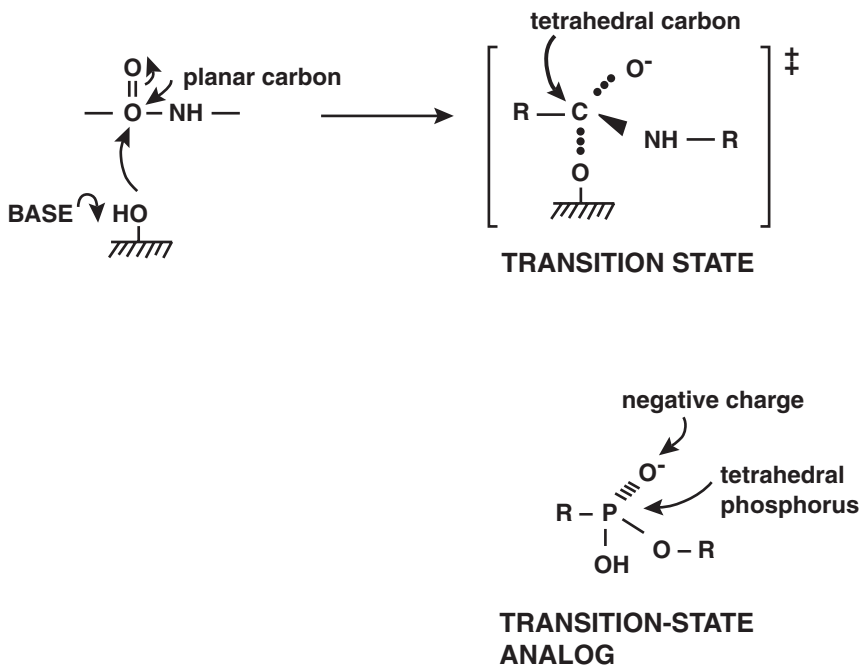 tetrahedral carbon
O
planar carbon
O⁻
‡
O – NH
R – C
NH – R
O
BASE HO
TRANSITION STATE
negative charge
O⁻
tetrahedral
phosphorus
R – P
O – R
OH
TRANSITION-STATE
ANALOG